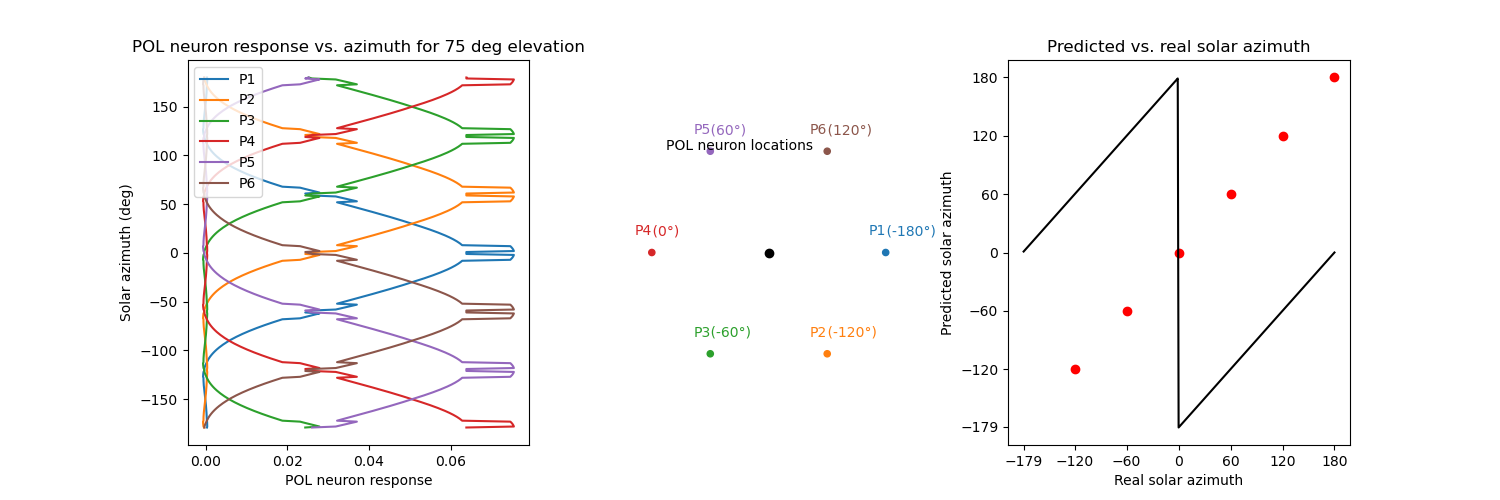 POL neuron response vs. azimuth for 75 deg elevation
P1
P2
P3
P4
P5
P6
150
100
50
0
−50
−100
−150
Solar azimuth (deg)
0.00 0.02 0.04 0.06
POL neuron response
P5(60°) P6(120°)
POL neuron locations
P4(0°) P1(-180°)
P3(-60°) P2(-120°)
Predicted vs. real solar azimuth
180
120
60
0
−60
−120
−179
Predicted solar azimuth
−179 −120 −60 0 60 120 180
Real solar azimuth